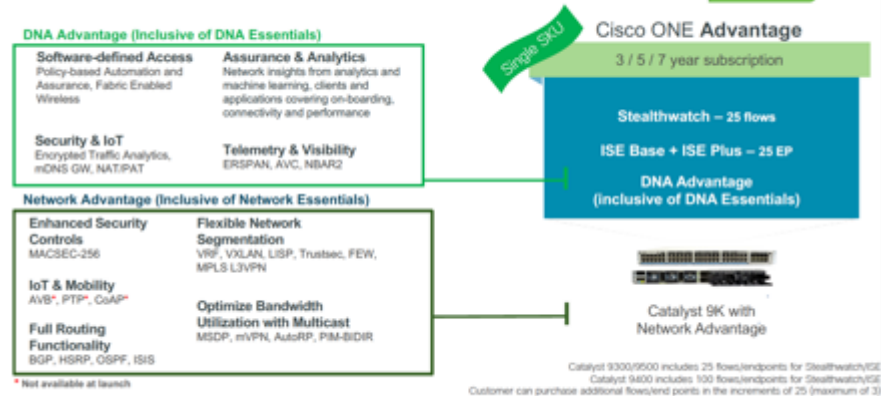 DNA Advantage (Inclusive of DNA Essentials)
Software-defined Access
Policy-based Automation and
Assurance, Fabric Enabled
Wireless
Assurance & Analytics
Network insights from analytics and
machine learning, clients and
applications covering on-boarding,
connectivity and performance
Security & IoT
Encrypted Traffic Analytics,
mDNS GW, NAT/PAT
Telemetry & Visibility
ERSPAN, AVC, NBAR2
Network Advantage (Inclusive of Network Essentials)
Enhanced Security
Controls
MACSEC-256
Flexible Network
Segmentation
VRF, VXLAN, LISP, Trustsec, FEW,
MPLS L3VPN
IoT & Mobility
AVB*, PTP*, CoAP*
Optimize Bandwidth
Utilization with Multicast
MSDP, mVPN, AutoRP, PIM-BIDIR
Full Routing
Functionality
BGP, HSRP, OSPF, ISIS
* Not available at launch
Single SKU
Cisco ONE Advantage
3 / 5 / 7 year subscription
Stealthwatch – 25 flows
ISE Base + ISE Plus – 25 EP
DNA Advantage
(inclusive of DNA Essentials)
Catalyst 9K with
Network Advantage
Catalyst 9300/9500 includes 25 flows/endpoints for Stealthwatch/ISE
Catalyst 9400 includes 100 flows/endpoints for Stealthwatch/ISE
Customer can purchase additional flows/end points in the increments of 25 (maximum of 3)